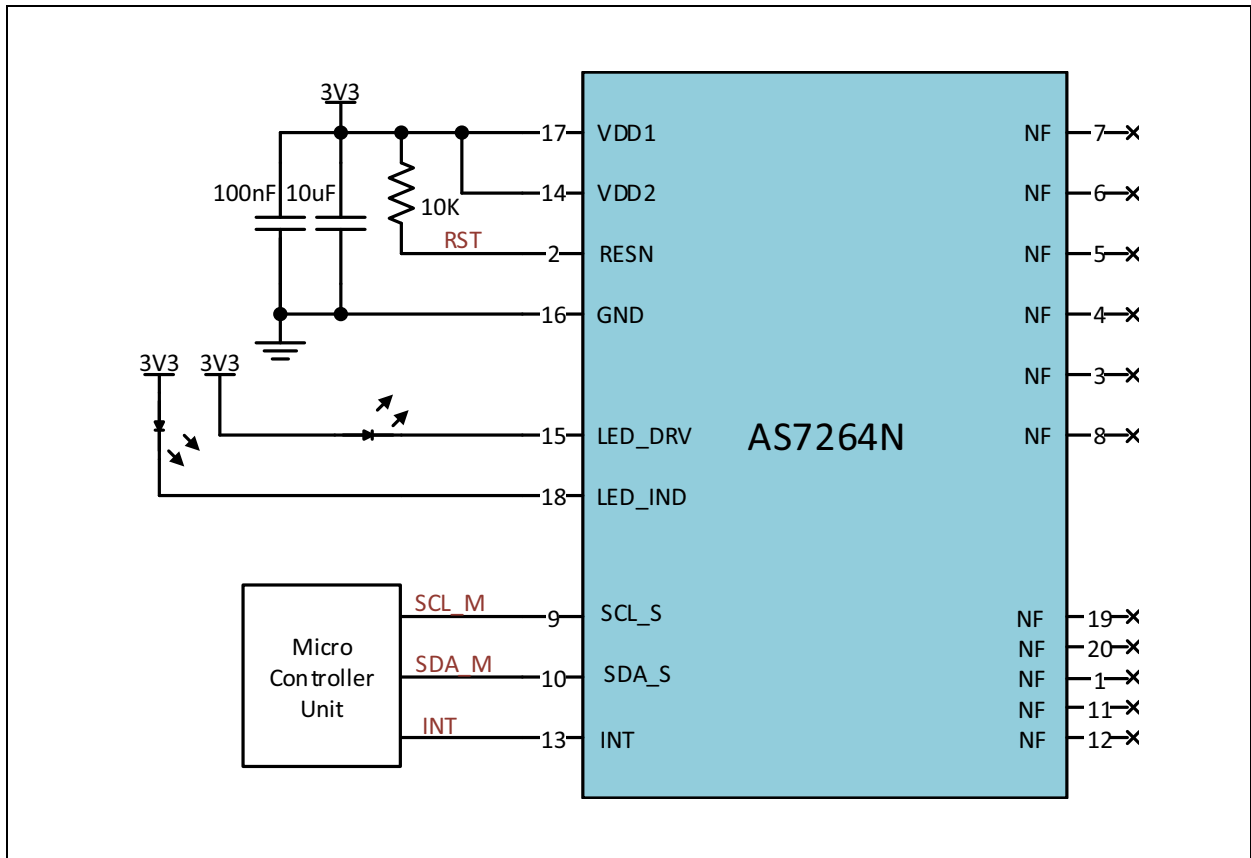 3V3
17 VDD1 NF 7
100nF 10uF 14 VDD2 NF 6
10K
RST 2 RESN NF 5
16 GND NF 4
3V3 3V3
NF 3
15 LED_DRV AS7264N NF 8
18 LED_IND
SCL_M 9 SCL_S NF 19
Micro
Controller
Unit
NF 20
SDA_M 10 SDA_S NF 1
NF 11
INT 13 INT NF 12